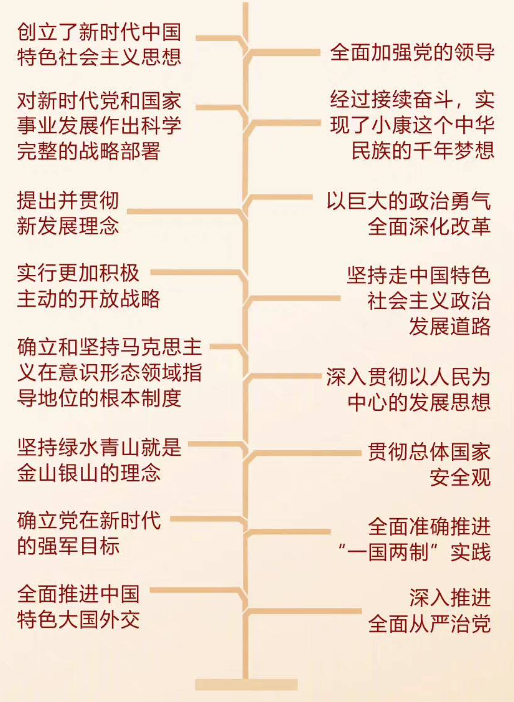 创立了新时代中国
特色社会主义思想
全面加强党的领导
对新时代党和国家
事业发展作出科学
完整的战略部署
经过接续奋斗，实
现了小康这个中华
民族的千年梦想
提出并贯彻
新发展理念
以巨大的政治勇气
全面深化改革
实行更加积极
主动的开放战略
坚持走中国特色
社会主义政治
发展道路
确立和坚持马克思主
义在意识形态领域指
导地位的根本制度
深入贯彻以人民为
中心的发展思想
坚持绿水青山就是
金山银山的理念
贯彻总体国家
安全观
确立党在新时代
的强军目标
全面准确推进
“一国两制”实践
全面推进中国
特色大国外交
深入推进
全面从严治党